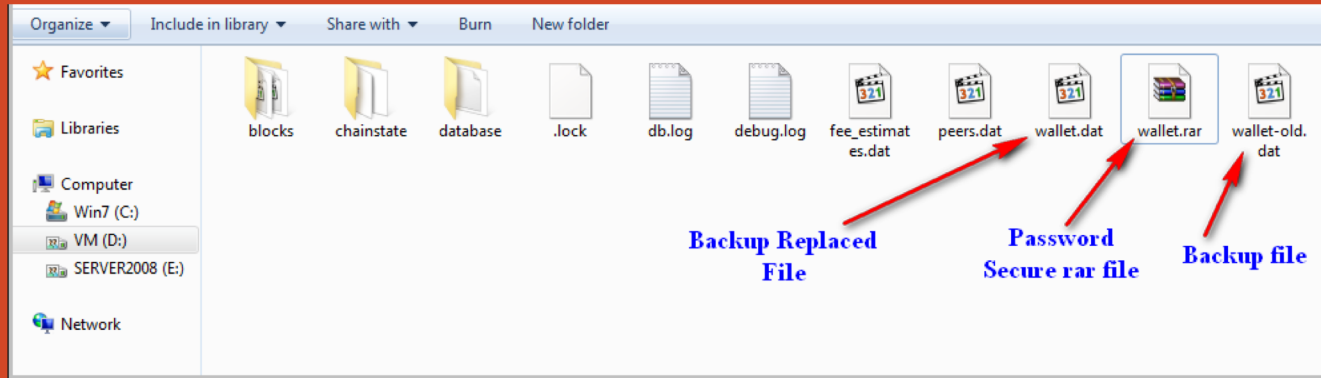 Organize Include in library Share with Burn New folder
Favorites
Libraries
Computer
Win7 (C:)
VM (D:)
SERVER2008 (E:)
Network
blocks chainstate database .lock db.log debug.log fee_estimat peers.dat wallet.dat wallet.rar wallet-old.
es.dat dat
Backup Replaced
File
Password
Secure rar file
Backup file